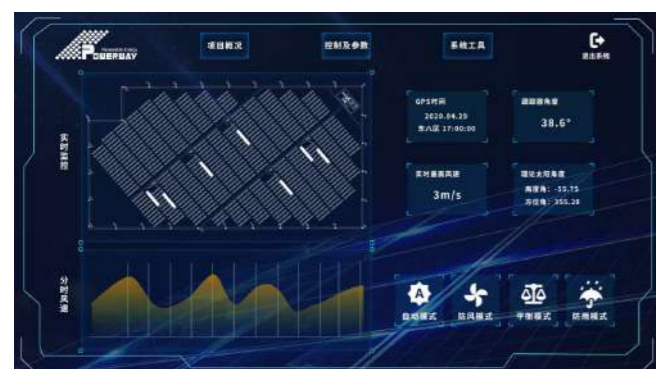 POWERWAY
项目概况
控制及参数
系统工具
退出系统
实时监控
GPS时间
2020.04.29
东八区 17:00:00
跟踪器角度
38.6°
实时最高风速
3m/s
理论太阳角度
高度角：-55.75
方位角：355.28
分时风速
A
自动模式
防风模式
平衡模式
防雨模式